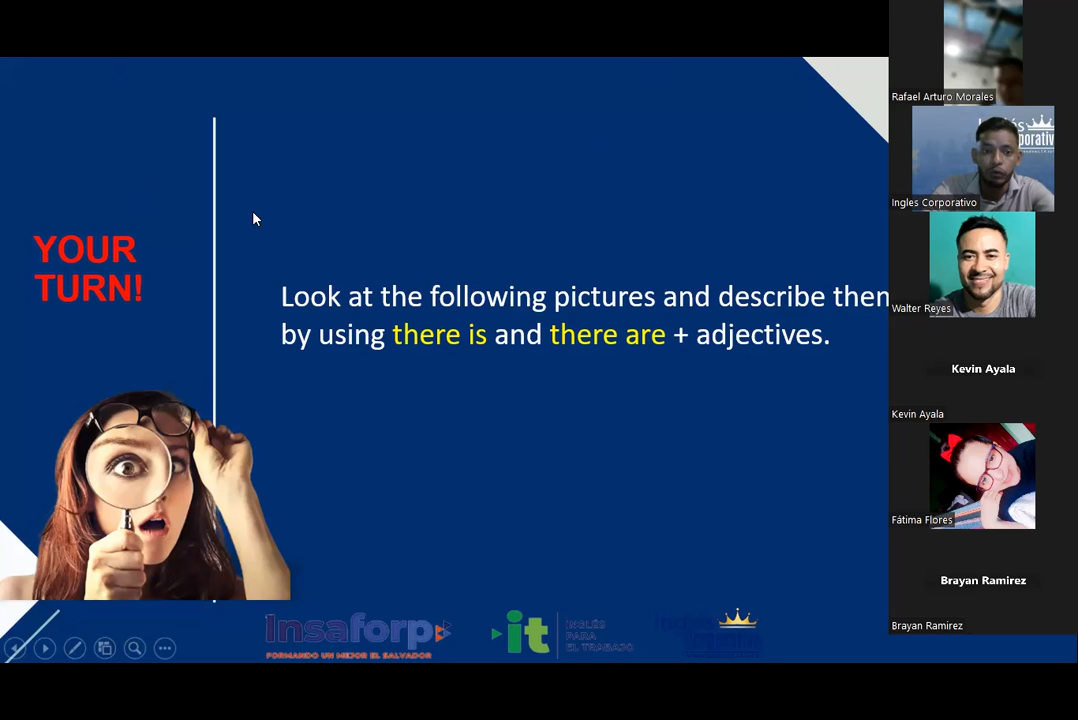 YOUR
TURN!
Look at the following pictures and describe them
by using there is and there are + adjectives.
Insaforp
FORMANDO UN MEJOR EL SALVADOR
it
INGLÉS
PARA
EL TRABAJO
Rafael Arturo Morales
Ingles Corporativo
Walter Reyes
Kevin Ayala
Kevin Ayala
Fátima Flores
Brayan Ramirez
Brayan Ramirez